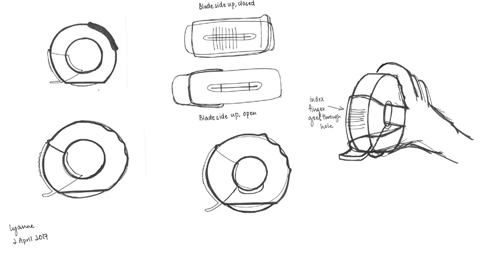 Blade side up, closed
Blade side up, open
index
finger
goes through
hole
Lyanne
2 April 2017